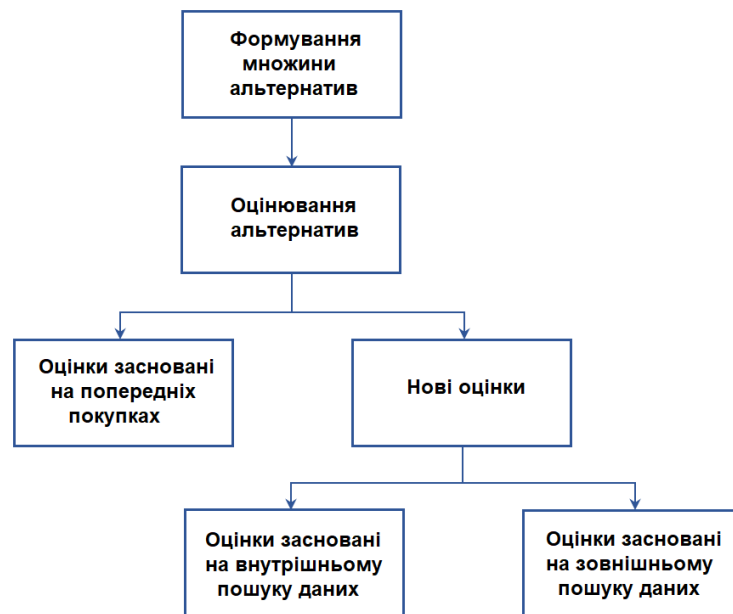 Формування
множини
альтернатив
Оцінювання
альтернатив
Оцінки засновані
на попередніх
покупках
Нові оцінки
Оцінки засновані
на внутрішньому
пошуку даних
Оцінки засновані
на зовнішньому
пошуку даних